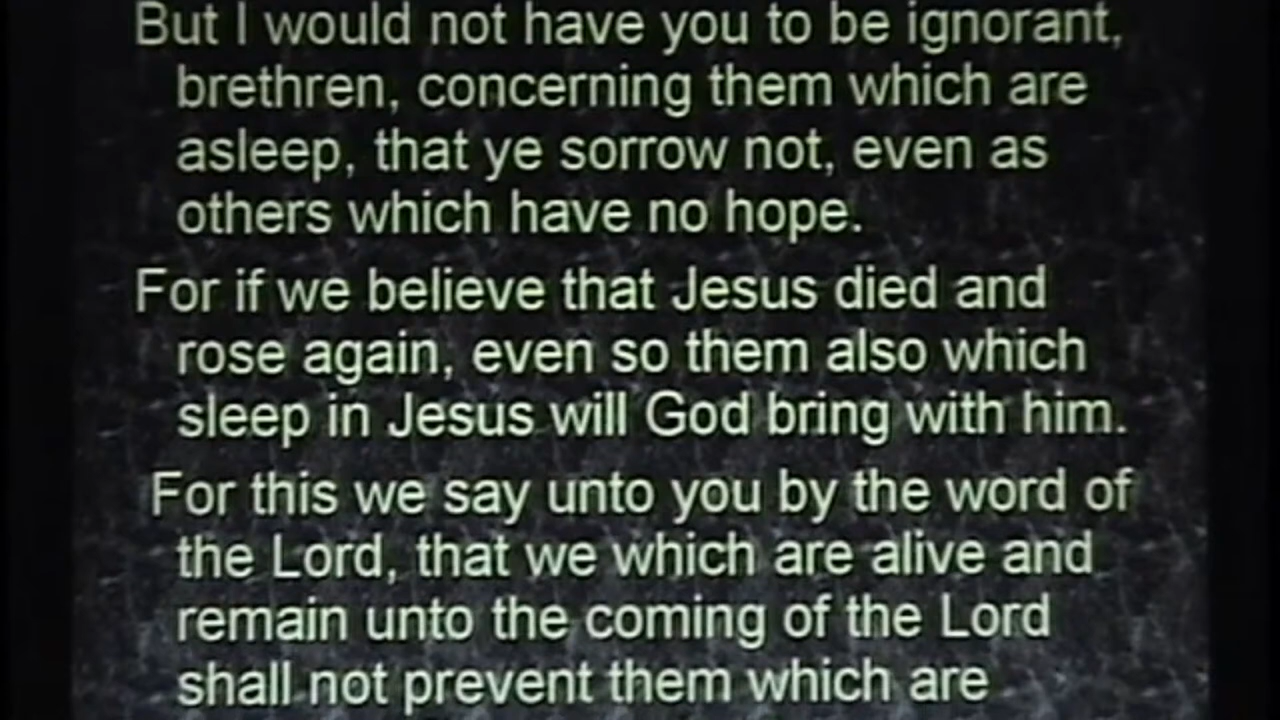 But I would not have you to be ignorant,
brethren, concerning them which are
asleep, that ye sorrow not, even as
others which have no hope.
For if we believe that Jesus died and
rose again, even so them also which
sleep in Jesus will God bring with him.
For this we say unto you by the word of
the Lord, that we which are alive and
remain unto the coming of the Lord
shall not prevent them which are